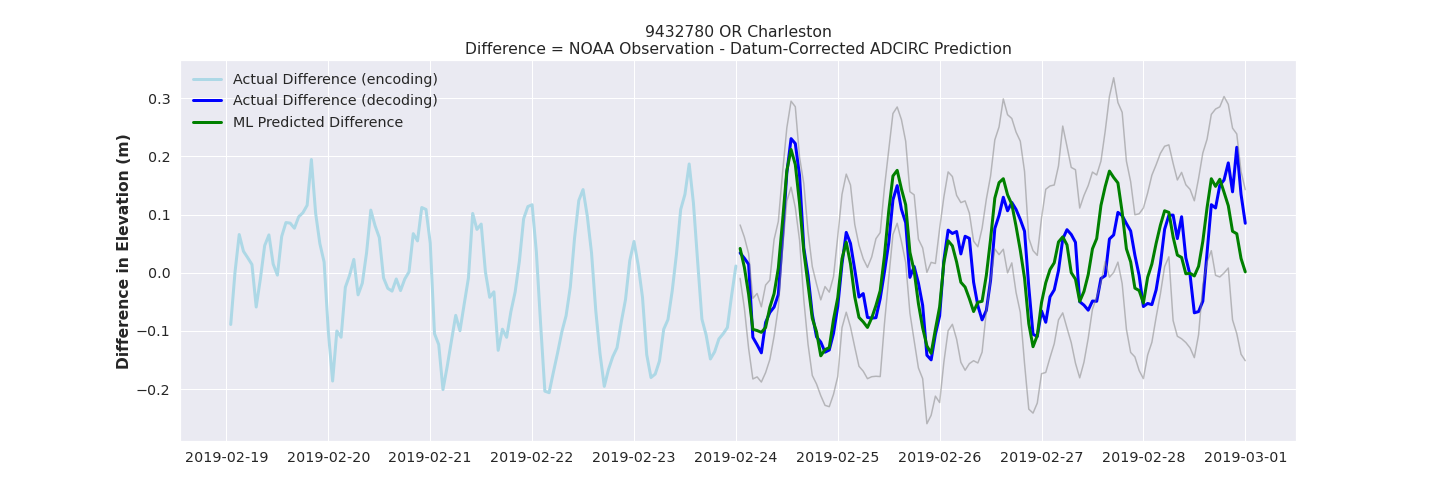 9432780 OR Charleston
Difference = NOAA Observation - Datum-Corrected ADCIRC Prediction
Actual Difference (encoding)
Actual Difference (decoding)
ML Predicted Difference
Difference in Elevation (m)
0.3
0.2
0.1
0.0
−0.1
−0.2
2019-02-19 2019-02-20 2019-02-21 2019-02-22 2019-02-23 2019-02-24 2019-02-25 2019-02-26 2019-02-27 2019-02-28 2019-03-01